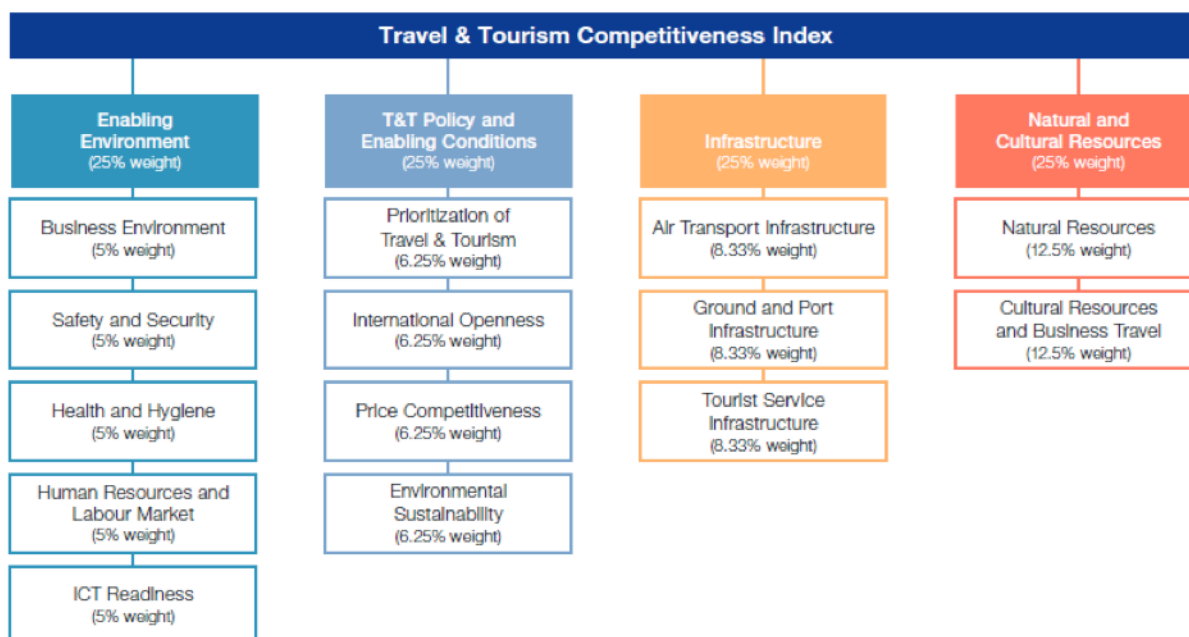 Travel & Tourism Competitiveness Index
Enabling
Environment
(25% weight)
Business Environment
(5% weight)
Safety and Security
(5% weight)
Health and Hygiene
(5% weight)
Human Resources and
Labour Market
(5% weight)
ICT Readiness
(5% weight)
T&T Policy and
Enabling Conditions
(25% weight)
Prioritization of
Travel & Tourism
(6.25% weight)
International Openness
(6.25% weight)
Price Competitiveness
(6.25% weight)
Environmental
Sustainability
(6.25% weight)
Infrastructure
(25% weight)
Air Transport Infrastructure
(8.33% weight)
Ground and Port
Infrastructure
(8.33% weight)
Tourist Service
Infrastructure
(8.33% weight)
Natural and
Cultural Resources
(25% weight)
Natural Resources
(12.5% weight)
Cultural Resources
and Business Travel
(12.5% weight)